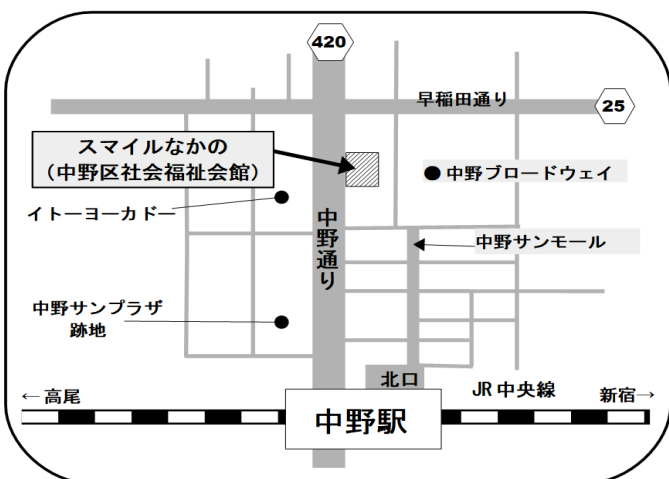 420
早稲田通り
25
スマイルなかの
（中野区社会福祉会館）
中野ブロードウェイ
イトーヨーカドー
中野通り
中野サンモール
中野サンプラザ
跡地
北口
JR中央線
←高尾
新宿→
中野駅